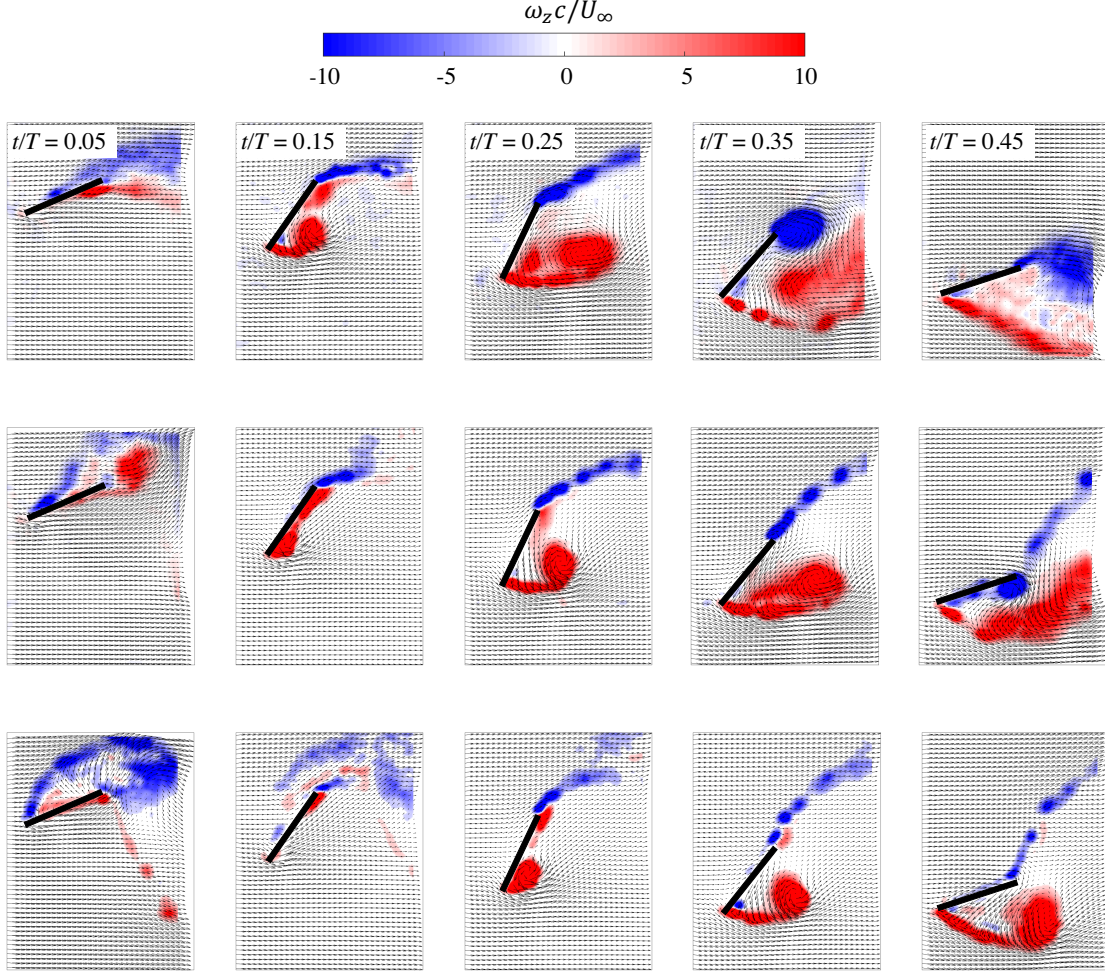 ω_z c/U_∞
-10 -5 0 5 10
t/T = 0.05 t/T = 0.15 t/T = 0.25 t/T = 0.35 t/T = 0.45